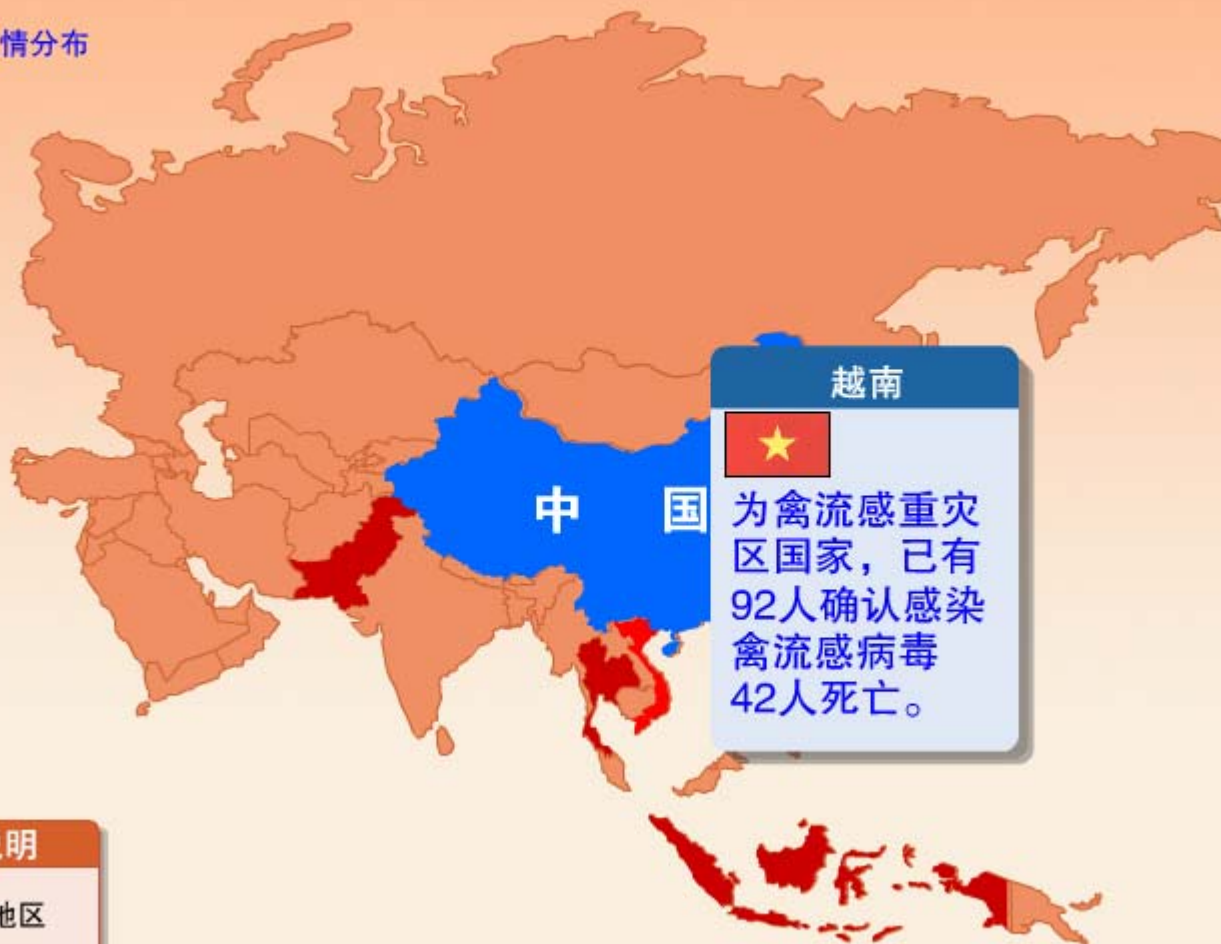 情分布
越南
中 国
为禽流感重灾
区国家，已有
92人确认感染
禽流感病毒
42人死亡。
明
地区